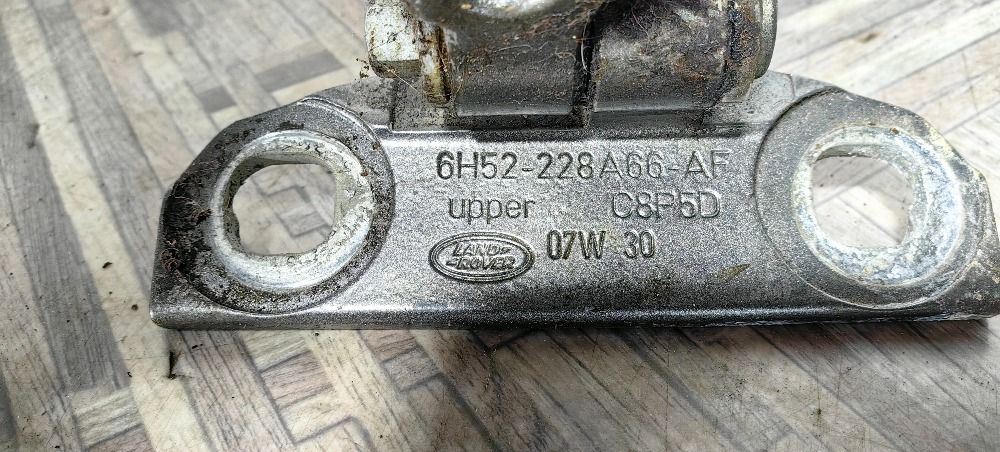 6H52-228A66-AF
upper C8P5D
LAND-
-ROVER 07W 30